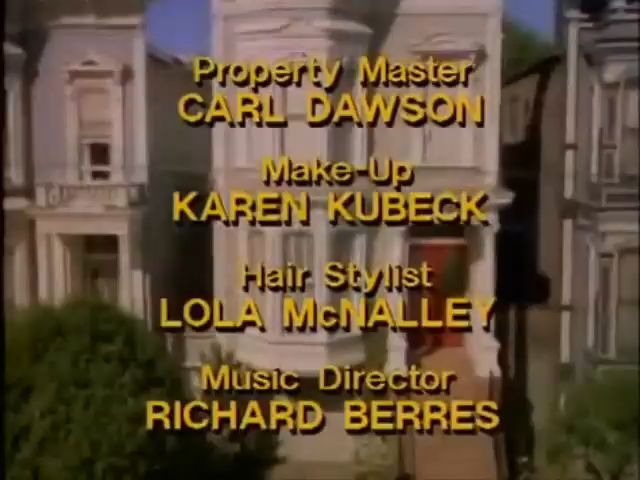 Property Master
CARL DAWSON
Make-Up
KAREN KUBECK
Hair Stylist
LOLA McNALLEY
Music Director
RICHARD BERRES